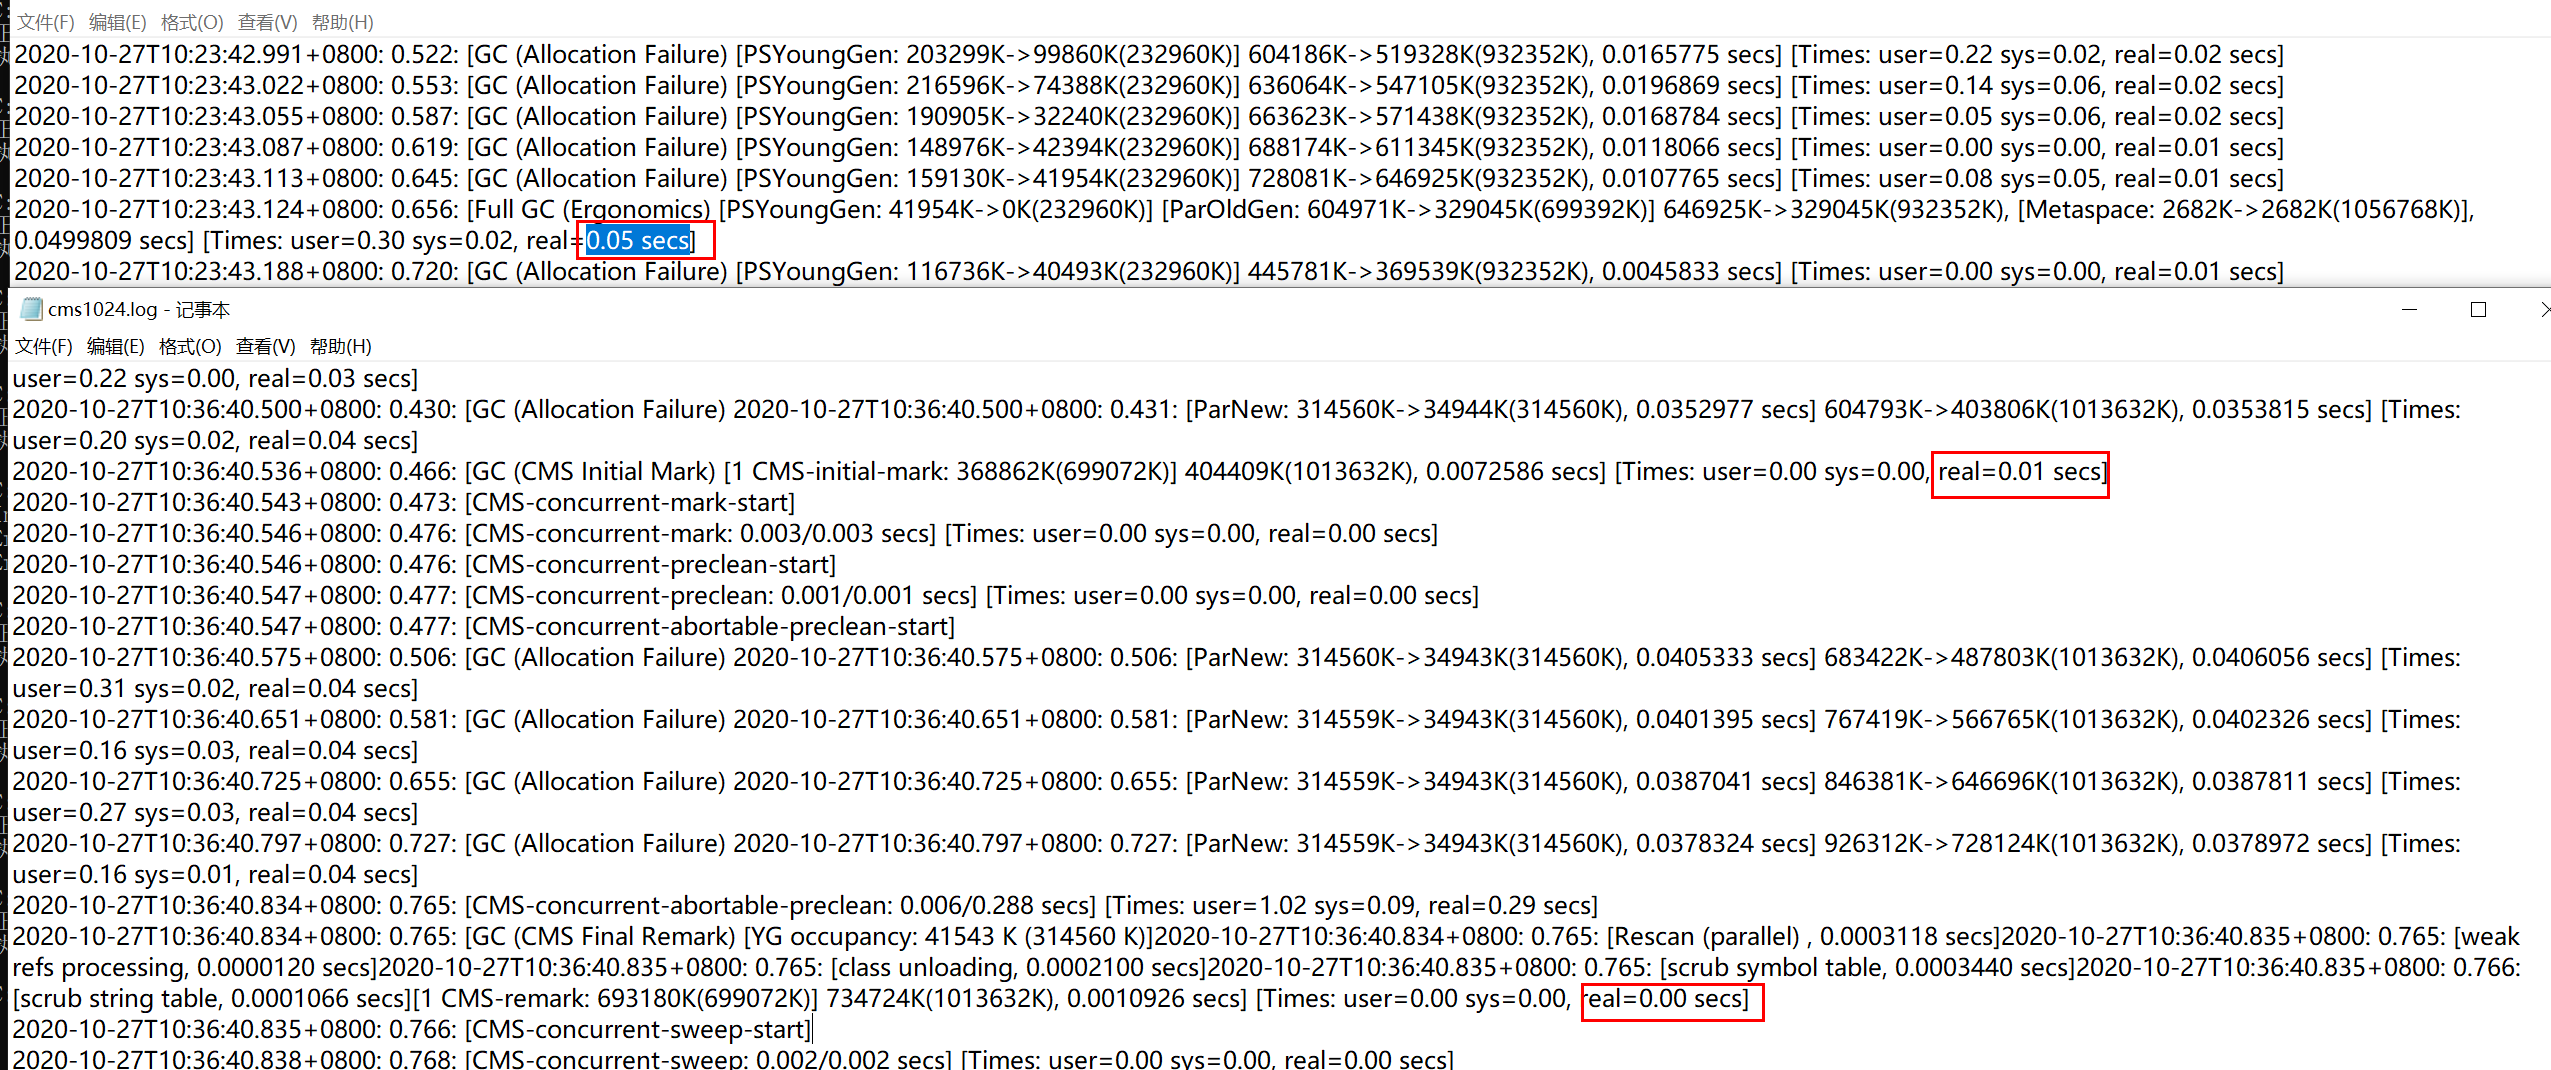 文件(F) 编辑(E) 格式(O) 查看(V) 帮助(H)
2020-10-27T10:23:42.991+0800: 0.522: [GC (Allocation Failure) [PSYoungGen: 203299K->99860K(232960K)] 604186K->519328K(932352K), 0.0165775 secs] [Times: user=0.22 sys=0.02, real=0.02 secs]
2020-10-27T10:23:43.022+0800: 0.553: [GC (Allocation Failure) [PSYoungGen: 216596K->74388K(232960K)] 636064K->547105K(932352K), 0.0196869 secs] [Times: user=0.14 sys=0.06, real=0.02 secs]
2020-10-27T10:23:43.055+0800: 0.587: [GC (Allocation Failure) [PSYoungGen: 190905K->32240K(232960K)] 663623K->571438K(932352K), 0.0168784 secs] [Times: user=0.05 sys=0.06, real=0.02 secs]
2020-10-27T10:23:43.087+0800: 0.619: [GC (Allocation Failure) [PSYoungGen: 148976K->42394K(232960K)] 688174K->611345K(932352K), 0.0118066 secs] [Times: user=0.00 sys=0.00, real=0.01 secs]
2020-10-27T10:23:43.113+0800: 0.645: [GC (Allocation Failure) [PSYoungGen: 159130K->41954K(232960K)] 728081K->646925K(932352K), 0.0107765 secs] [Times: user=0.08 sys=0.05, real=0.01 secs]
2020-10-27T10:23:43.124+0800: 0.656: [Full GC (Ergonomics) [PSYoungGen: 41954K->0K(232960K)] [ParOldGen: 604971K->329045K(699392K)] 646925K->329045K(932352K), [Metaspace: 2682K->2682K(1056768K)],
0.0499809 secs] [Times: user=0.30 sys=0.02, real=0.05 secs]
2020-10-27T10:23:43.188+0800: 0.720: [GC (Allocation Failure) [PSYoungGen: 116736K->40493K(232960K)] 445781K->369539K(932352K), 0.0045833 secs] [Times: user=0.00 sys=0.00, real=0.01 secs]
cms1024.log - 记事本
文件(F) 编辑(E) 格式(O) 查看(V) 帮助(H)
user=0.22 sys=0.00, real=0.03 secs]
2020-10-27T10:36:40.500+0800: 0.430: [GC (Allocation Failure) 2020-10-27T10:36:40.500+0800: 0.431: [ParNew: 314560K->34944K(314560K), 0.0352977 secs] 604793K->403806K(1013632K), 0.0353815 secs] [Times:
user=0.20 sys=0.02, real=0.04 secs]
2020-10-27T10:36:40.536+0800: 0.466: [GC (CMS Initial Mark) [1 CMS-initial-mark: 368862K(699072K)] 404409K(1013632K), 0.0072586 secs] [Times: user=0.00 sys=0.00, real=0.01 secs]
2020-10-27T10:36:40.543+0800: 0.473: [CMS-concurrent-mark-start]
2020-10-27T10:36:40.546+0800: 0.476: [CMS-concurrent-mark: 0.003/0.003 secs] [Times: user=0.00 sys=0.00, real=0.00 secs]
2020-10-27T10:36:40.546+0800: 0.476: [CMS-concurrent-preclean-start]
2020-10-27T10:36:40.547+0800: 0.477: [CMS-concurrent-preclean: 0.001/0.001 secs] [Times: user=0.00 sys=0.00, real=0.00 secs]
2020-10-27T10:36:40.547+0800: 0.477: [CMS-concurrent-abortable-preclean-start]
2020-10-27T10:36:40.575+0800: 0.506: [GC (Allocation Failure) 2020-10-27T10:36:40.575+0800: 0.506: [ParNew: 314560K->34943K(314560K), 0.0405333 secs] 683422K->487803K(1013632K), 0.0406056 secs] [Times:
user=0.31 sys=0.02, real=0.04 secs]
2020-10-27T10:36:40.651+0800: 0.581: [GC (Allocation Failure) 2020-10-27T10:36:40.651+0800: 0.581: [ParNew: 314559K->34943K(314560K), 0.0401395 secs] 767419K->566765K(1013632K), 0.0402326 secs] [Times:
user=0.16 sys=0.03, real=0.04 secs]
2020-10-27T10:36:40.725+0800: 0.655: [GC (Allocation Failure) 2020-10-27T10:36:40.725+0800: 0.655: [ParNew: 314559K->34943K(314560K), 0.0387041 secs] 846381K->646696K(1013632K), 0.0387811 secs] [Times:
user=0.27 sys=0.03, real=0.04 secs]
2020-10-27T10:36:40.797+0800: 0.727: [GC (Allocation Failure) 2020-10-27T10:36:40.797+0800: 0.727: [ParNew: 314559K->34943K(314560K), 0.0378324 secs] 926312K->728124K(1013632K), 0.0378972 secs] [Times:
user=0.16 sys=0.01, real=0.04 secs]
2020-10-27T10:36:40.834+0800: 0.765: [CMS-concurrent-abortable-preclean: 0.006/0.288 secs] [Times: user=1.02 sys=0.09, real=0.29 secs]
2020-10-27T10:36:40.834+0800: 0.765: [GC (CMS Final Remark) [YG occupancy: 41543 K (314560 K)]2020-10-27T10:36:40.834+0800: 0.765: [Rescan (parallel) , 0.0003118 secs]2020-10-27T10:36:40.835+0800: 0.765: [weak
refs processing, 0.0000120 secs]2020-10-27T10:36:40.835+0800: 0.765: [class unloading, 0.0002100 secs]2020-10-27T10:36:40.835+0800: 0.765: [scrub symbol table, 0.0003440 secs]2020-10-27T10:36:40.835+0800: 0.766:
[scrub string table, 0.0001066 secs][1 CMS-remark: 693180K(699072K)] 734724K(1013632K), 0.0010926 secs] [Times: user=0.00 sys=0.00, real=0.00 secs]
2020-10-27T10:36:40.835+0800: 0.766: [CMS-concurrent-sweep-start]
2020-10-27T10:36:40.838+0800: 0.768: [CMS-concurrent-sweep: 0.002/0.002 secs] [Times: user=0.00 sys=0.00, real=0.00 secs]